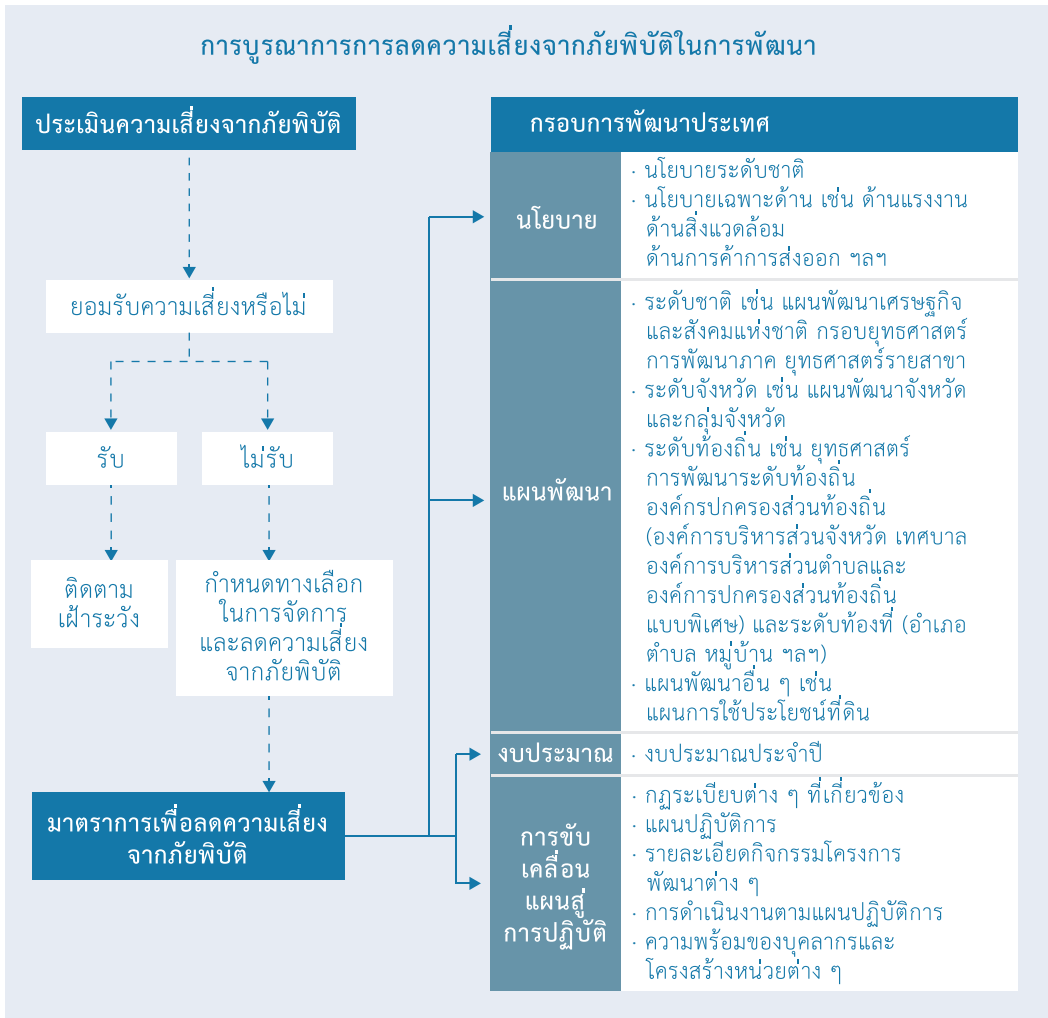 การบูรณาการการลดความเสี่ยงจากภัยพิบัติในการพัฒนา
ประเมินความเสี่ยงจากภัยพิบัติ
ยอมรับความเสี่ยงหรือไม่
รับ
ไม่รับ
ติดตาม
เฝ้าระวัง
กำหนดทางเลือก
ในการจัดการ
และลดความเสี่ยง
จากภัยพิบัติ
มาตราการเพื่อลดความเสี่ยง
จากภัยพิบัติ
กรอบการพัฒนาประเทศ
นโยบาย
· นโยบายระดับชาติ
· นโยบายเฉพาะด้าน เช่น ด้านแรงงาน
ด้านสิ่งแวดล้อม
ด้านการค้าการส่งออก ฯลฯ
แผนพัฒนา
· ระดับชาติ เช่น แผนพัฒนาเศรษฐกิจ
และสังคมแห่งชาติ กรอบยุทธศาสตร์
การพัฒนาภาค ยุทธศาสตร์รายสาขา
· ระดับจังหวัด เช่น แผนพัฒนาจังหวัด
และกลุ่มจังหวัด
· ระดับท้องถิ่น เช่น ยุทธศาสตร์
การพัฒนาระดับท้องถิ่น
องค์กรปกครองส่วนท้องถิ่น
(องค์การบริหารส่วนจังหวัด เทศบาล
องค์การบริหารส่วนตำบลและ
องค์การปกครองส่วนท้องถิ่น
แบบพิเศษ) และระดับท้องที่ (อำเภอ
ตำบล หมู่บ้าน ฯลฯ)
· แผนพัฒนาอื่น ๆ เช่น
แผนการใช้ประโยชน์ที่ดิน
งบประมาณ
· งบประมาณประจำปี
การขับ
เคลื่อน
แผนสู่
การปฏิบัติ
· กฏระเบียบต่าง ๆ ที่เกี่ยวข้อง
· แผนปฏิบัติการ
· รายละเอียดกิจกรรมโครงการ
พัฒนาต่าง ๆ
· การดำเนินงานตามแผนปฏิบัติการ
· ความพร้อมของบุคลากรและ
โครงสร้างหน่วยต่าง ๆ